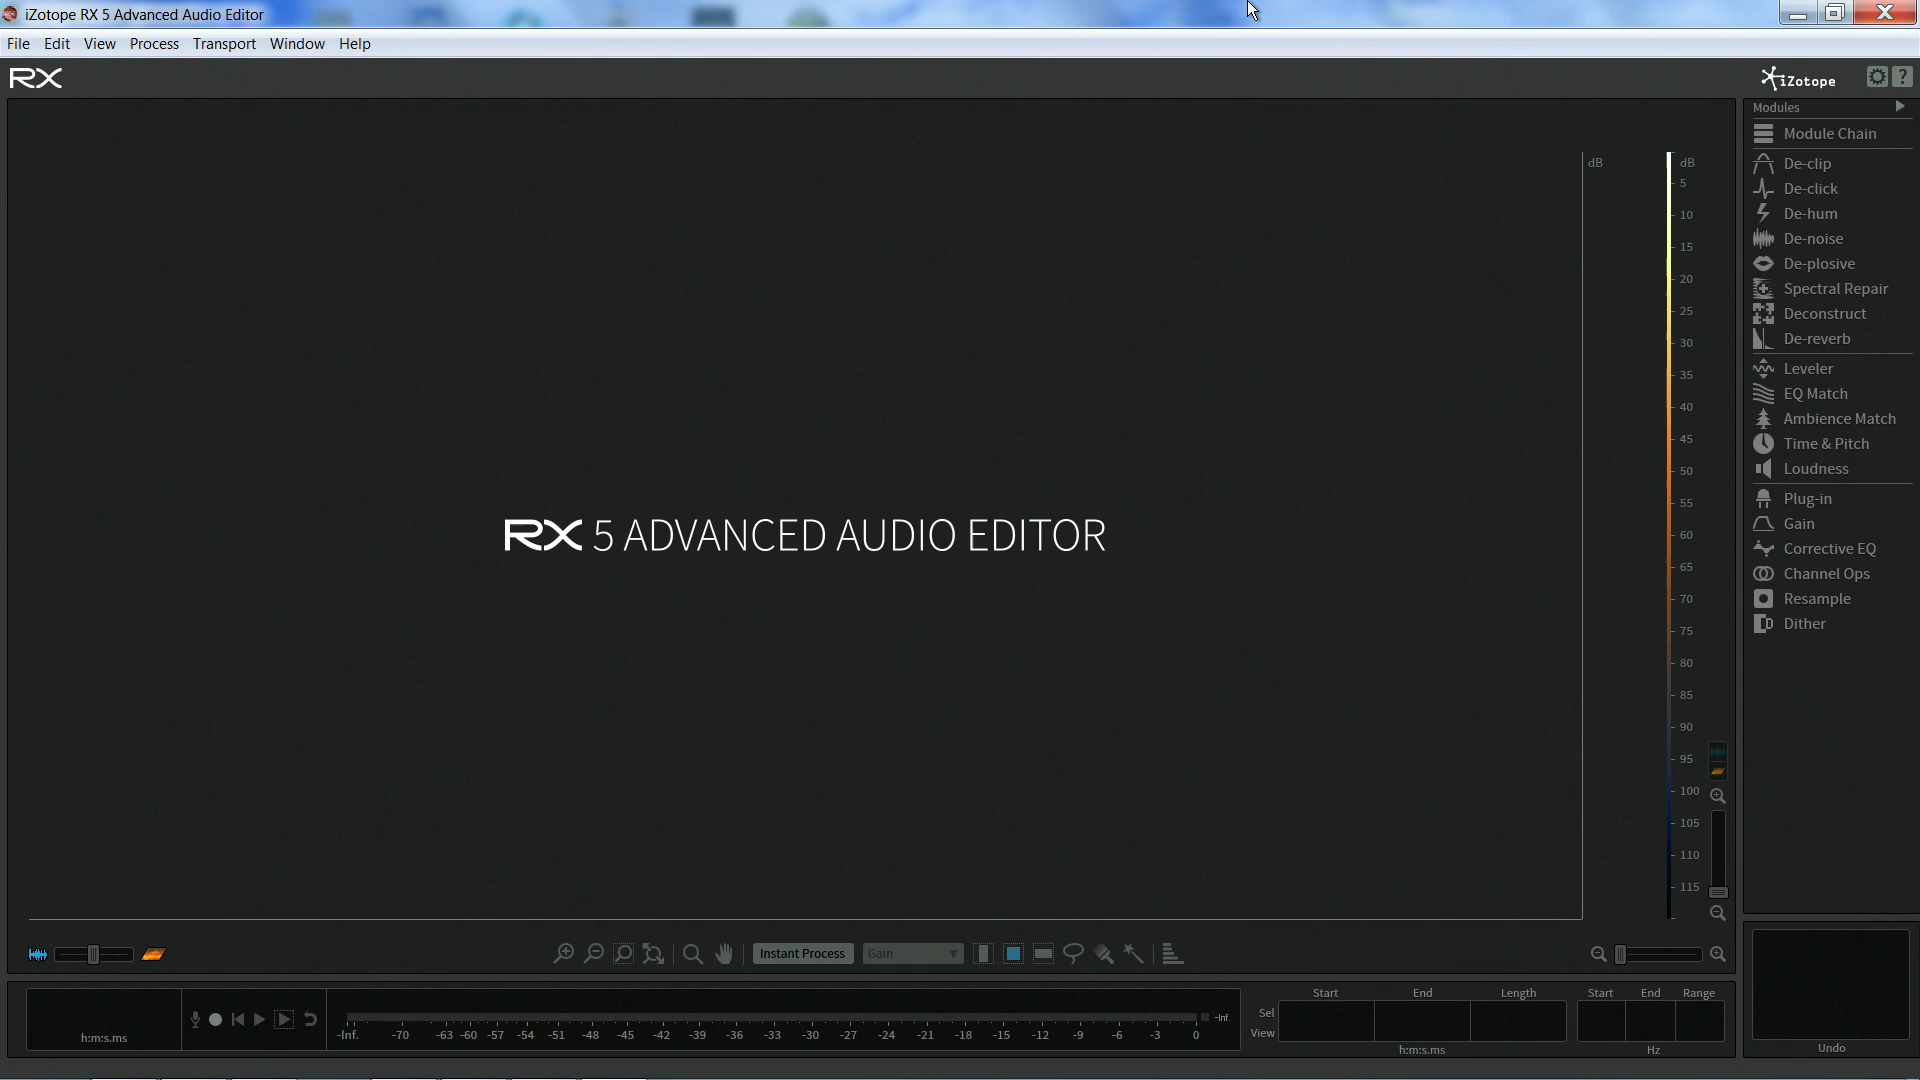 iZotope RX 5 Advanced Audio Editor
File Edit View Process Transport Window Help
RX
iZotope
?
Modules
Module Chain
De-clip
De-click
De-hum
De-noise
De-plosive
Spectral Repair
Deconstruct
De-reverb
Leveler
EQ Match
Ambience Match
Time & Pitch
Loudness
Plug-in
Gain
Corrective EQ
Channel Ops
Resample
Dither
dB
dB
5
10
15
20
25
30
35
40
45
50
55
60
65
70
75
80
85
90
95
100
105
110
115
RX 5 ADVANCED AUDIO EDITOR
Instant Process Gain
h:m:s.ms
-Inf. -70 -63 -60 -57 -54 -51 -48 -45 -42 -39 -36 -33 -30 -27 -24 -21 -18 -15 -12 -9 -6 -3 0
-Inf.
Start End Length Start End Range
Sel
View
h:m:s.ms Hz
Undo